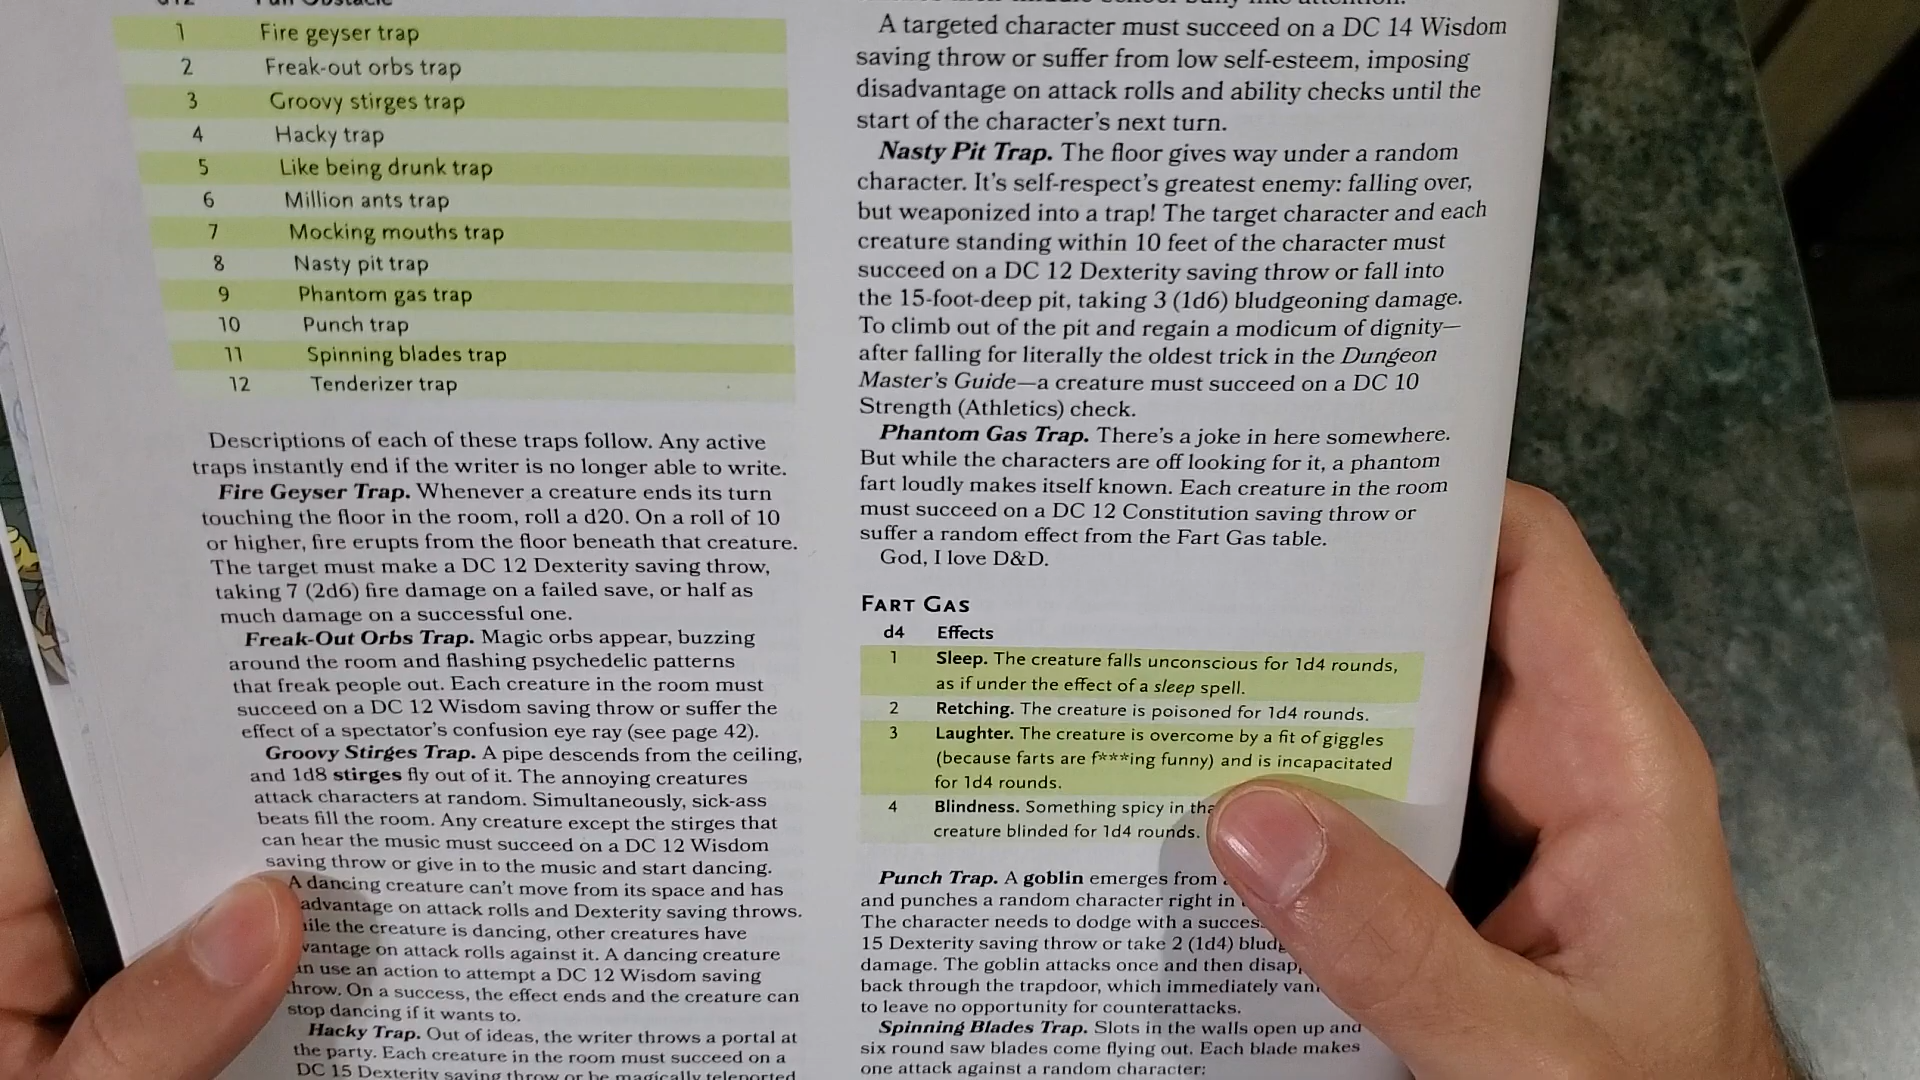 d12 Fun Obstacle
1 Fire geyser trap
2 Freak-out orbs trap
3 Groovy stirges trap
4 Hacky trap
5 Like being drunk trap
6 Million ants trap
7 Mocking mouths trap
8 Nasty pit trap
9 Phantom gas trap
10 Punch trap
11 Spinning blades trap
12 Tenderizer trap
Descriptions of each of these traps follow. Any active
traps instantly end if the writer is no longer able to write.
Fire Geyser Trap. Whenever a creature ends its turn
touching the floor in the room, roll a d20. On a roll of 10
or higher, fire erupts from the floor beneath that creature.
The target must make a DC 12 Dexterity saving throw,
taking 7 (2d6) fire damage on a failed save, or half as
much damage on a successful one.
Freak-Out Orbs Trap. Magic orbs appear, buzzing
around the room and flashing psychedelic patterns
that freak people out. Each creature in the room must
succeed on a DC 12 Wisdom saving throw or suffer the
effect of a spectator's confusion eye ray (see page 42).
Groovy Stirges Trap. A pipe descends from the ceiling,
and 1d8 stirges fly out of it. The annoying creatures
attack characters at random. Simultaneously, sick-ass
beats fill the room. Any creature except the stirges that
can hear the music must succeed on a DC 12 Wisdom
saving throw or give in to the music and start dancing.
A dancing creature can't move from its space and has
advantage on attack rolls and Dexterity saving throws.
ile the creature is dancing, other creatures have
vantage on attack rolls against it. A dancing creature
an use an action to attempt a DC 12 Wisdom saving
throw. On a success, the effect ends and the creature can
stop dancing if it wants to.
Hacky Trap. Out of ideas, the writer throws a portal at
the party. Each creature in the room must succeed on a
DC 15 Dexterity saving throw or be magically teleported
A targeted character must succeed on a DC 14 Wisdom
saving throw or suffer from low self-esteem, imposing
disadvantage on attack rolls and ability checks until the
start of the character's next turn.
Nasty Pit Trap. The floor gives way under a random
character. It's self-respect's greatest enemy: falling over,
but weaponized into a trap! The target character and each
creature standing within 10 feet of the character must
succeed on a DC 12 Dexterity saving throw or fall into
the 15-foot-deep pit, taking 3 (1d6) bludgeoning damage.
To climb out of the pit and regain a modicum of dignity—
after falling for literally the oldest trick in the Dungeon
Master's Guide—a creature must succeed on a DC 10
Strength (Athletics) check.
Phantom Gas Trap. There's a joke in here somewhere.
But while the characters are off looking for it, a phantom
fart loudly makes itself known. Each creature in the room
must succeed on a DC 12 Constitution saving throw or
suffer a random effect from the Fart Gas table.
God, I love D&D.
FART GAS
d4 Effects
1 Sleep. The creature falls unconscious for 1d4 rounds,
as if under the effect of a sleep spell.
2 Retching. The creature is poisoned for 1d4 rounds.
3 Laughter. The creature is overcome by a fit of giggles
(because farts are f***ing funny) and is incapacitated
for 1d4 rounds.
4 Blindness. Something spicy in tha
creature blinded for 1d4 rounds.
Punch Trap. A goblin emerges from
and punches a random character right in
The character needs to dodge with a succes
15 Dexterity saving throw or take 2 (1d4) bludg
damage. The goblin attacks once and then disap
back through the trapdoor, which immediately van
to leave no opportunity for counterattacks.
Spinning Blades Trap. Slots in the walls open up and
six round saw blades come flying out. Each blade makes
one attack against a random character: